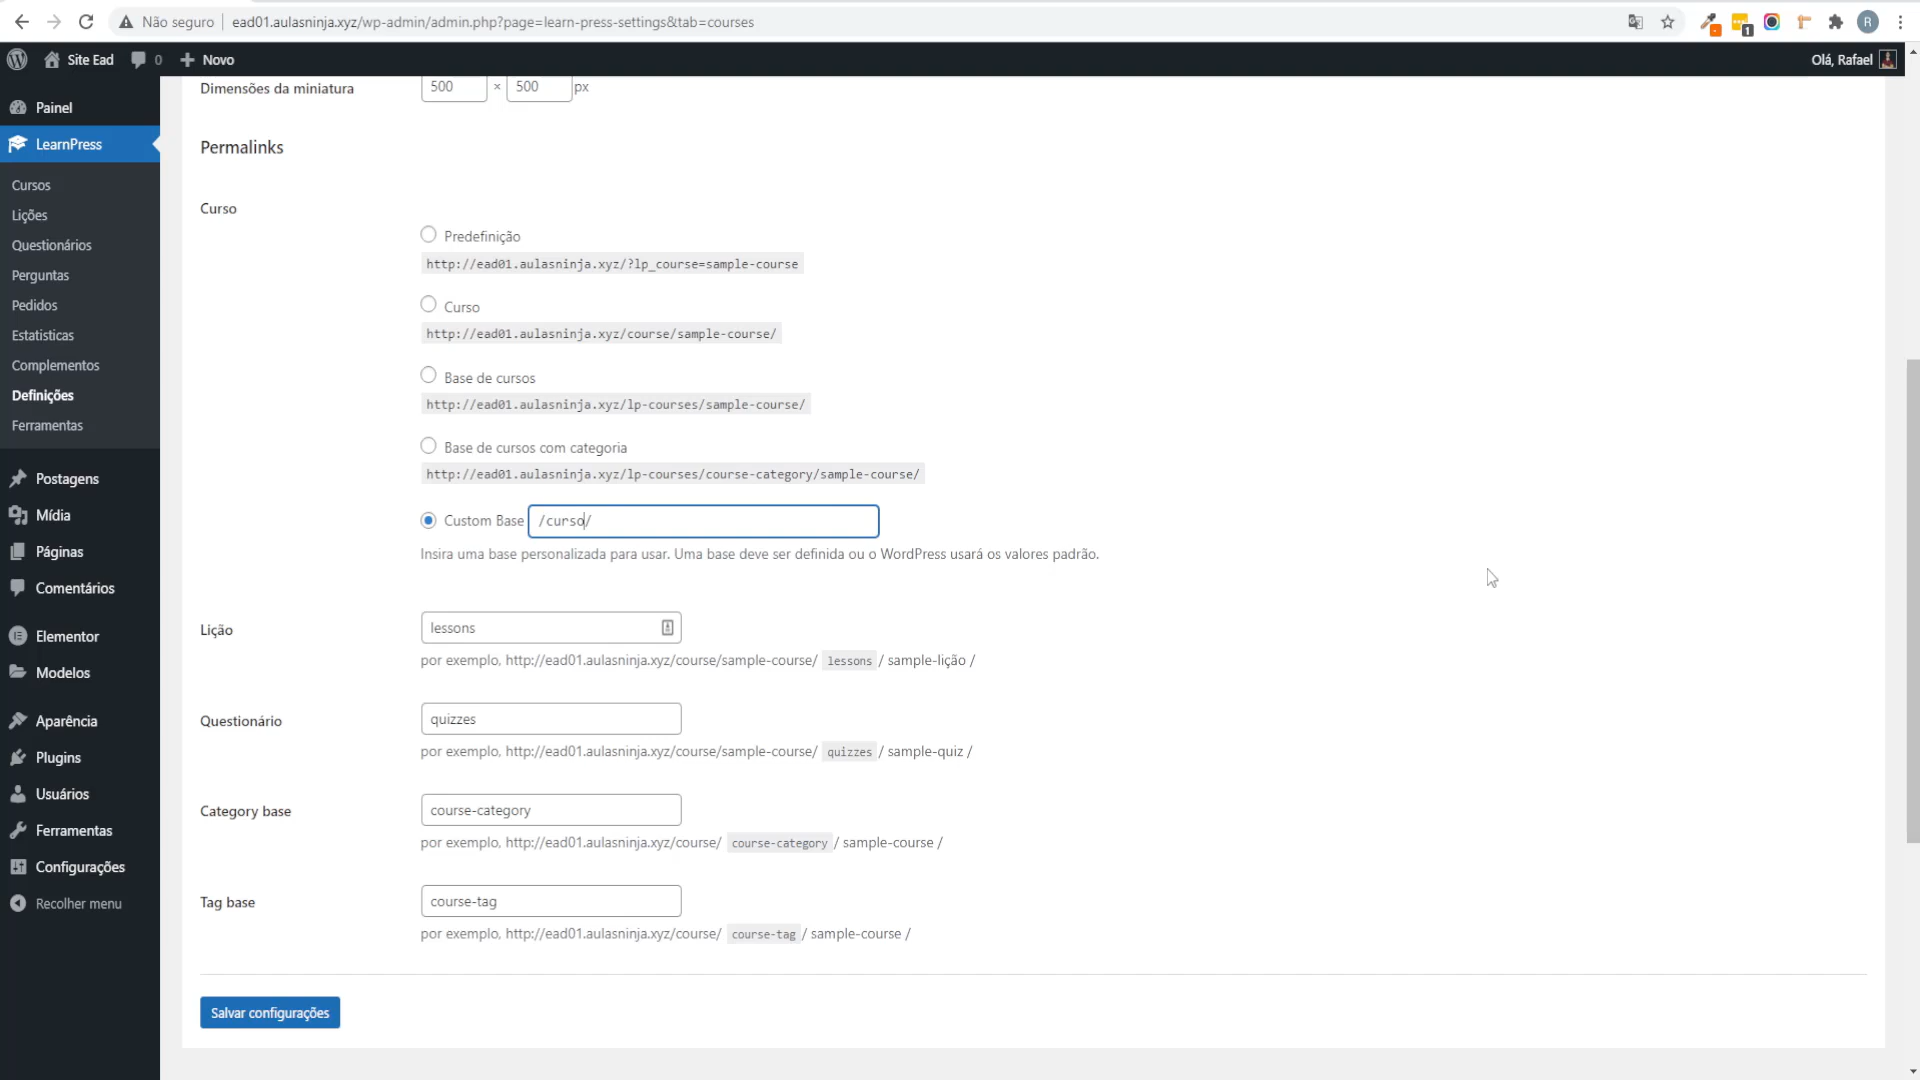 Não seguro | ead01.aulasninja.xyz/wp-admin/admin.php?page=learn-press-settings&tab=courses
R
1
Site Ead 0 Novo
Olá, Rafael
Painel
LearnPress
Cursos
Lições
Questionários
Perguntas
Pedidos
Estatisticas
Complementos
Definições
Ferramentas
Postagens
Mídia
Páginas
Comentários
Elementor
Modelos
Aparência
Plugins
Usuários
Ferramentas
Configurações
Recolher menu
Dimensões da miniatura 500 × 500 px
Permalinks
Curso
Predefinição
http://ead01.aulasninja.xyz/?lp_course=sample-course
Curso
http://ead01.aulasninja.xyz/course/sample-course/
Base de cursos
http://ead01.aulasninja.xyz/lp-courses/sample-course/
Base de cursos com categoria
http://ead01.aulasninja.xyz/lp-courses/course-category/sample-course/
Custom Base /curso/
Insira uma base personalizada para usar. Uma base deve ser definida ou o WordPress usará os valores padrão.
Lição lessons
por exemplo, http://ead01.aulasninja.xyz/course/sample-course/ lessons / sample-lição /
Questionário quizzes
por exemplo, http://ead01.aulasninja.xyz/course/sample-course/ quizzes / sample-quiz /
Category base course-category
por exemplo, http://ead01.aulasninja.xyz/course/ course-category / sample-course /
Tag base course-tag
por exemplo, http://ead01.aulasninja.xyz/course/ course-tag / sample-course /
Salvar configurações